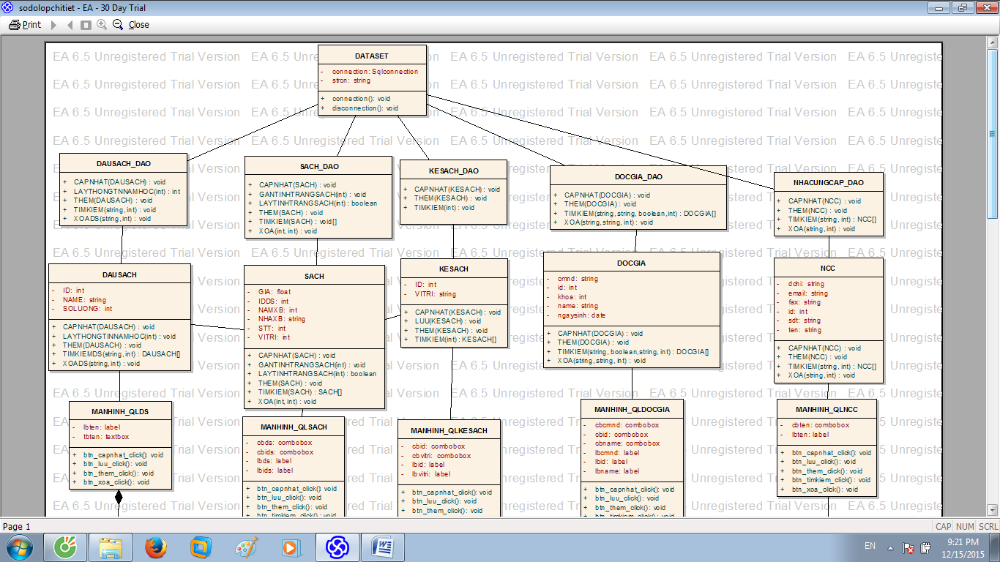 sodolopchitiet - EA - 30 Day Trial
Print Close
EA 6.5 Unregistered Trial Version
DATASET
- connection: Sqlconnection
- strcn: string
+ connection(): void
+ disconnection(): void
DAUSACH_DAO
+ CAPNHAT(DAUSACH) : void
+ LAYTHONGTNNAMHOC(int) : int
+ THEM(DAUSACH) : void
+ TIMKIEM(string, int) : void
+ XOADS(string, int) : void
SACH_DAO
+ CAPNHAT(SACH) : void
+ GANTINHTRANGSACH(int) : void
+ LAYTINHTRANGSACH(int) : boolean
+ THEM(SACH) : void
+ TIMKIEM(SACH) : void[]
+ XOA(int, int) : void
KESACH_DAO
+ CAPNHAT(KESACH) : void
+ THEM(KESACH) : void
+ TIMKIEM(int) : void
DOCGIA_DAO
+ CAPNHAT(DOCGIA) : void
+ THEM(DOCGIA) : void
+ TIMKIEM(string, string, boolean, int) : DOCGIA[]
+ XOA(string, string, int) : void
NHACUNGCAP_DAO
+ CAPNHAT(NCC) : void
+ THEM(NCC) : void
+ TIMKIEM(string, int) : NCC[]
+ XOA(string, int) : void
DAUSACH
- ID: int
- NAME: string
- SOLUONG: int
+ CAPNHAT(DAUSACH) : void
+ LAYTHONGTINNAMHOC(int) : void
+ THEM(DAUSACH) : void
+ TIMKIEMDS(string, int) : DAUSACH[]
+ XOADS(string, int) : void
SACH
- GIA: float
- IDDS: int
- NAMXB: int
- NHAXB: string
- STT: int
- VITRI: int
+ CAPNHAT(SACH) : void
+ GANTINHTRANGSACH(int) : void
+ LAYTINHTRANGSACH(int) : boolean
+ THEM(SACH) : void
+ TIMKIEM(SACH) : SACH[]
+ XOA(int, int) : void
KESACH
- ID: int
- VITRI: string
+ CAPNHAT(KESACH) : void
+ LUU(KESACH) : void
+ THEM(KESACH) : void
+ TIMKIEM(int) : KESACH[]
DOCGIA
- cmnd: string
- id: int
- khoa: int
- name: string
- ngaysinh: date
+ CAPNHAT(DOCGIA) : void
+ THEM(DOCGIA) : void
+ TIMKIEM(string, boolean, string, int) : DOCGIA[]
+ XOA(string, string, int) : void
NCC
- dchi: string
- email: string
- fax: string
- id: int
- sdt: string
- ten: string
+ CAPNHAT(NCC) : void
+ THEM(NCC) : void
+ TIMKIEM(string, int) : NCC[]
+ XOA(string, int) : void
MANHINH_QLDS
- lbten: label
- tbten: textbox
+ btn_capnhat_click(): void
+ btn_luu_click(): void
+ btn_them_click(): void
+ btn_xoa_click(): void
MANHINH_QLSACH
- cbds: combobox
- cbids: combobox
- lbds: label
- lbids: label
+ btn_capnhat_click() : void
+ btn_luu_click(): void
+ btn_them_click(): void
+ btn_timkiem_click(): void
MANHINH_QLKESACH
- cbid: combobox
- cbvitri: combobox
- lbid: label
- lbvitri: label
+ btn_capnhat_click(): void
+ btn_luu_click(): void
+ btn_them_click(): void
MANHINH_QLDOCGIA
- cbcmnd: combobox
- cbid: combobox
- cbname: combobox
- lbcmnd: label
- lbid: label
- lbname: label
+ btn_capnhat_click(): void
+ btn_luu_click(): void
+ btn_them_click(): void
+ btn_timkiem_click(): void
MANHINH_QLNCC
- cbten: combobox
- lbten: label
+ btn_capnhat_click(): void
+ btn_luu_click(): void
+ btn_them_click(): void
+ btn_timkiem_click(): void
+ btn_xoa_click(): void
Page 1 CAP NUM SCRL
EN 9:21 PM
12/15/2015